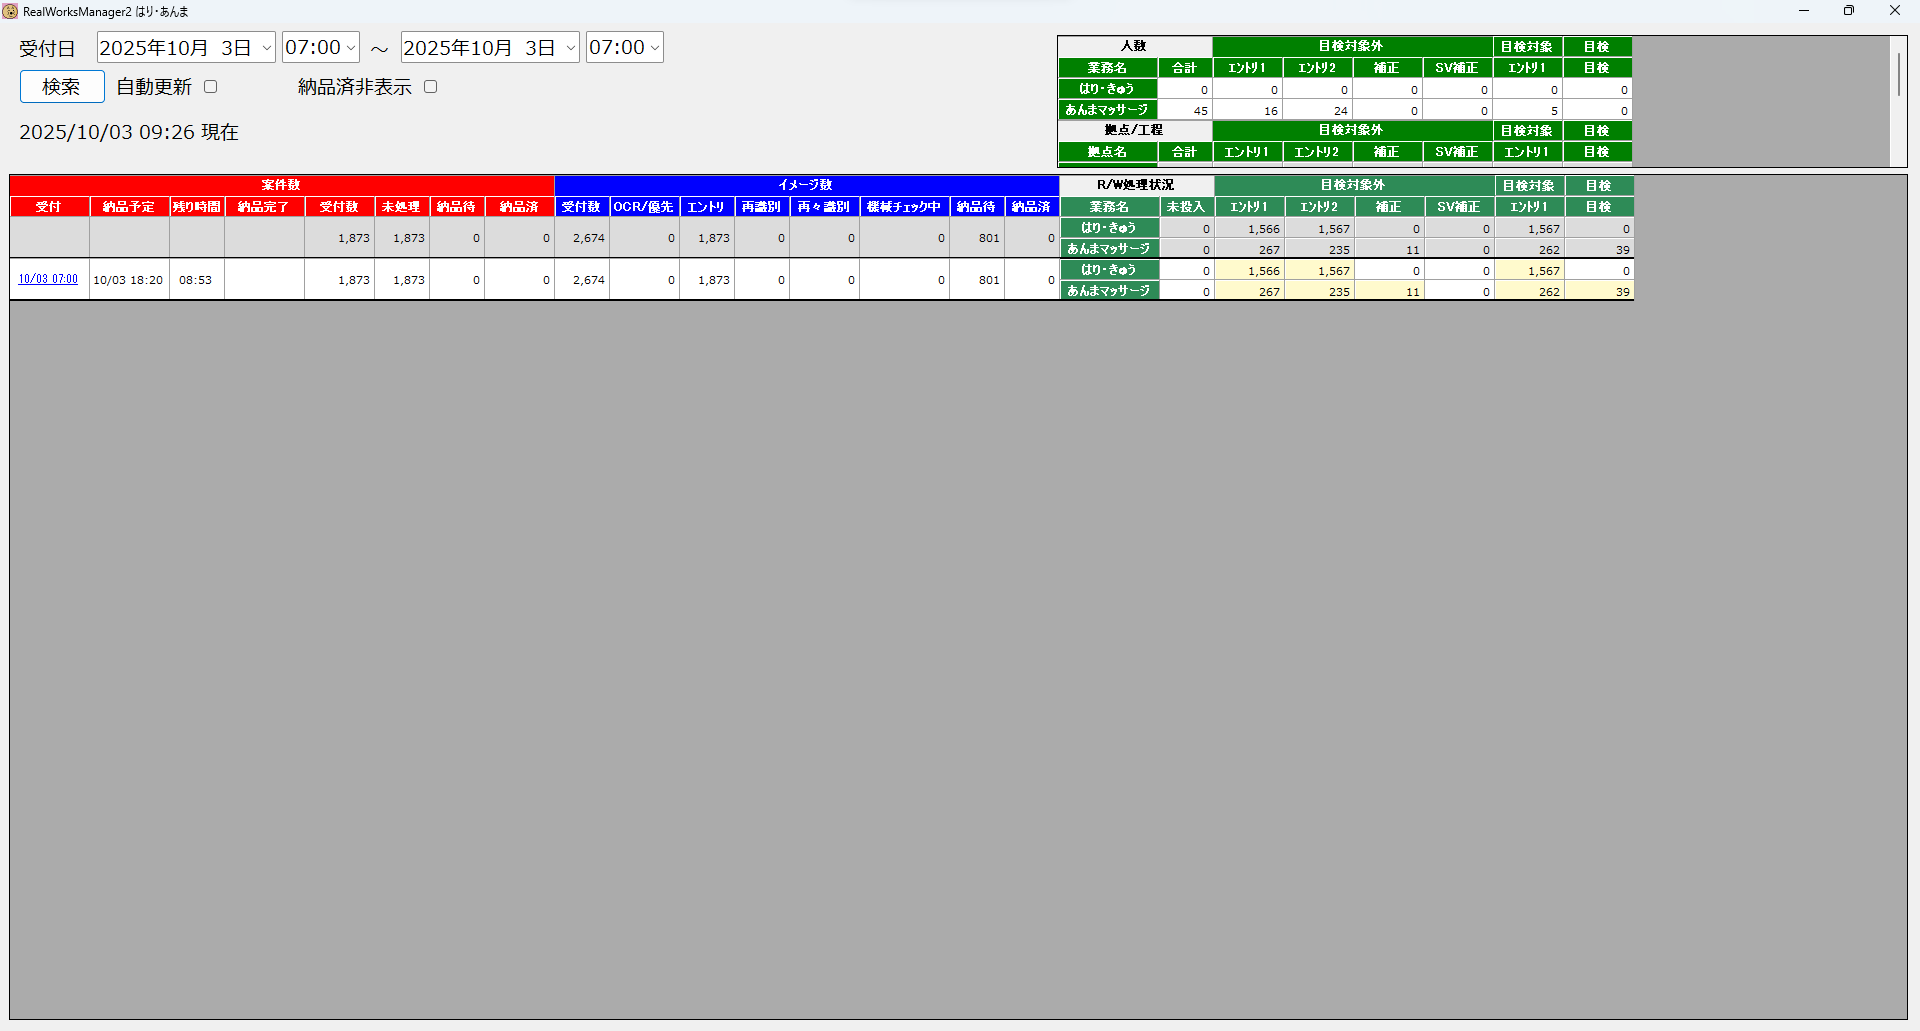 RealWorksManager2 はり・あんま
受付日 2025年10月 3日 07:00 ～ 2025年10月 3日 07:00
検索 自動更新 納品済非表示
2025/10/03 09:26 現在
人数 目検対象外 目検対象 目検
業務名 合計 エントリ1 エントリ2 補正 SV補正 エントリ1 目検
はり・きゅう 0 0 0 0 0 0 0
あんまマッサージ 45 16 24 0 0 5 0
拠点/工程 目検対象外 目検対象 目検
拠点名 合計 エントリ1 エントリ2 補正 SV補正 エントリ1 目検
案件数 イメージ数 R/W処理状況 目検対象外 目検対象 目検
受付 納品予定 残り時間 納品完了 受付数 未処理 納品待 納品済 受付数 OCR/優先 エントリ 再識別 再々識別 機械チェック中 納品待 納品済 業務名 未投入 エントリ1 エントリ2 補正 SV補正 エントリ1 目検
1,873 1,873 0 0 2,674 0 1,873 0 0 0 801 0 はり・きゅう 0 1,566 1,567 0 0 1,567 0
あんまマッサージ 0 267 235 11 0 262 39
10/03 07:00 10/03 18:20 08:53 1,873 1,873 0 0 2,674 0 1,873 0 0 0 801 0 はり・きゅう 0 1,566 1,567 0 0 1,567 0
あんまマッサージ 0 267 235 11 0 262 39